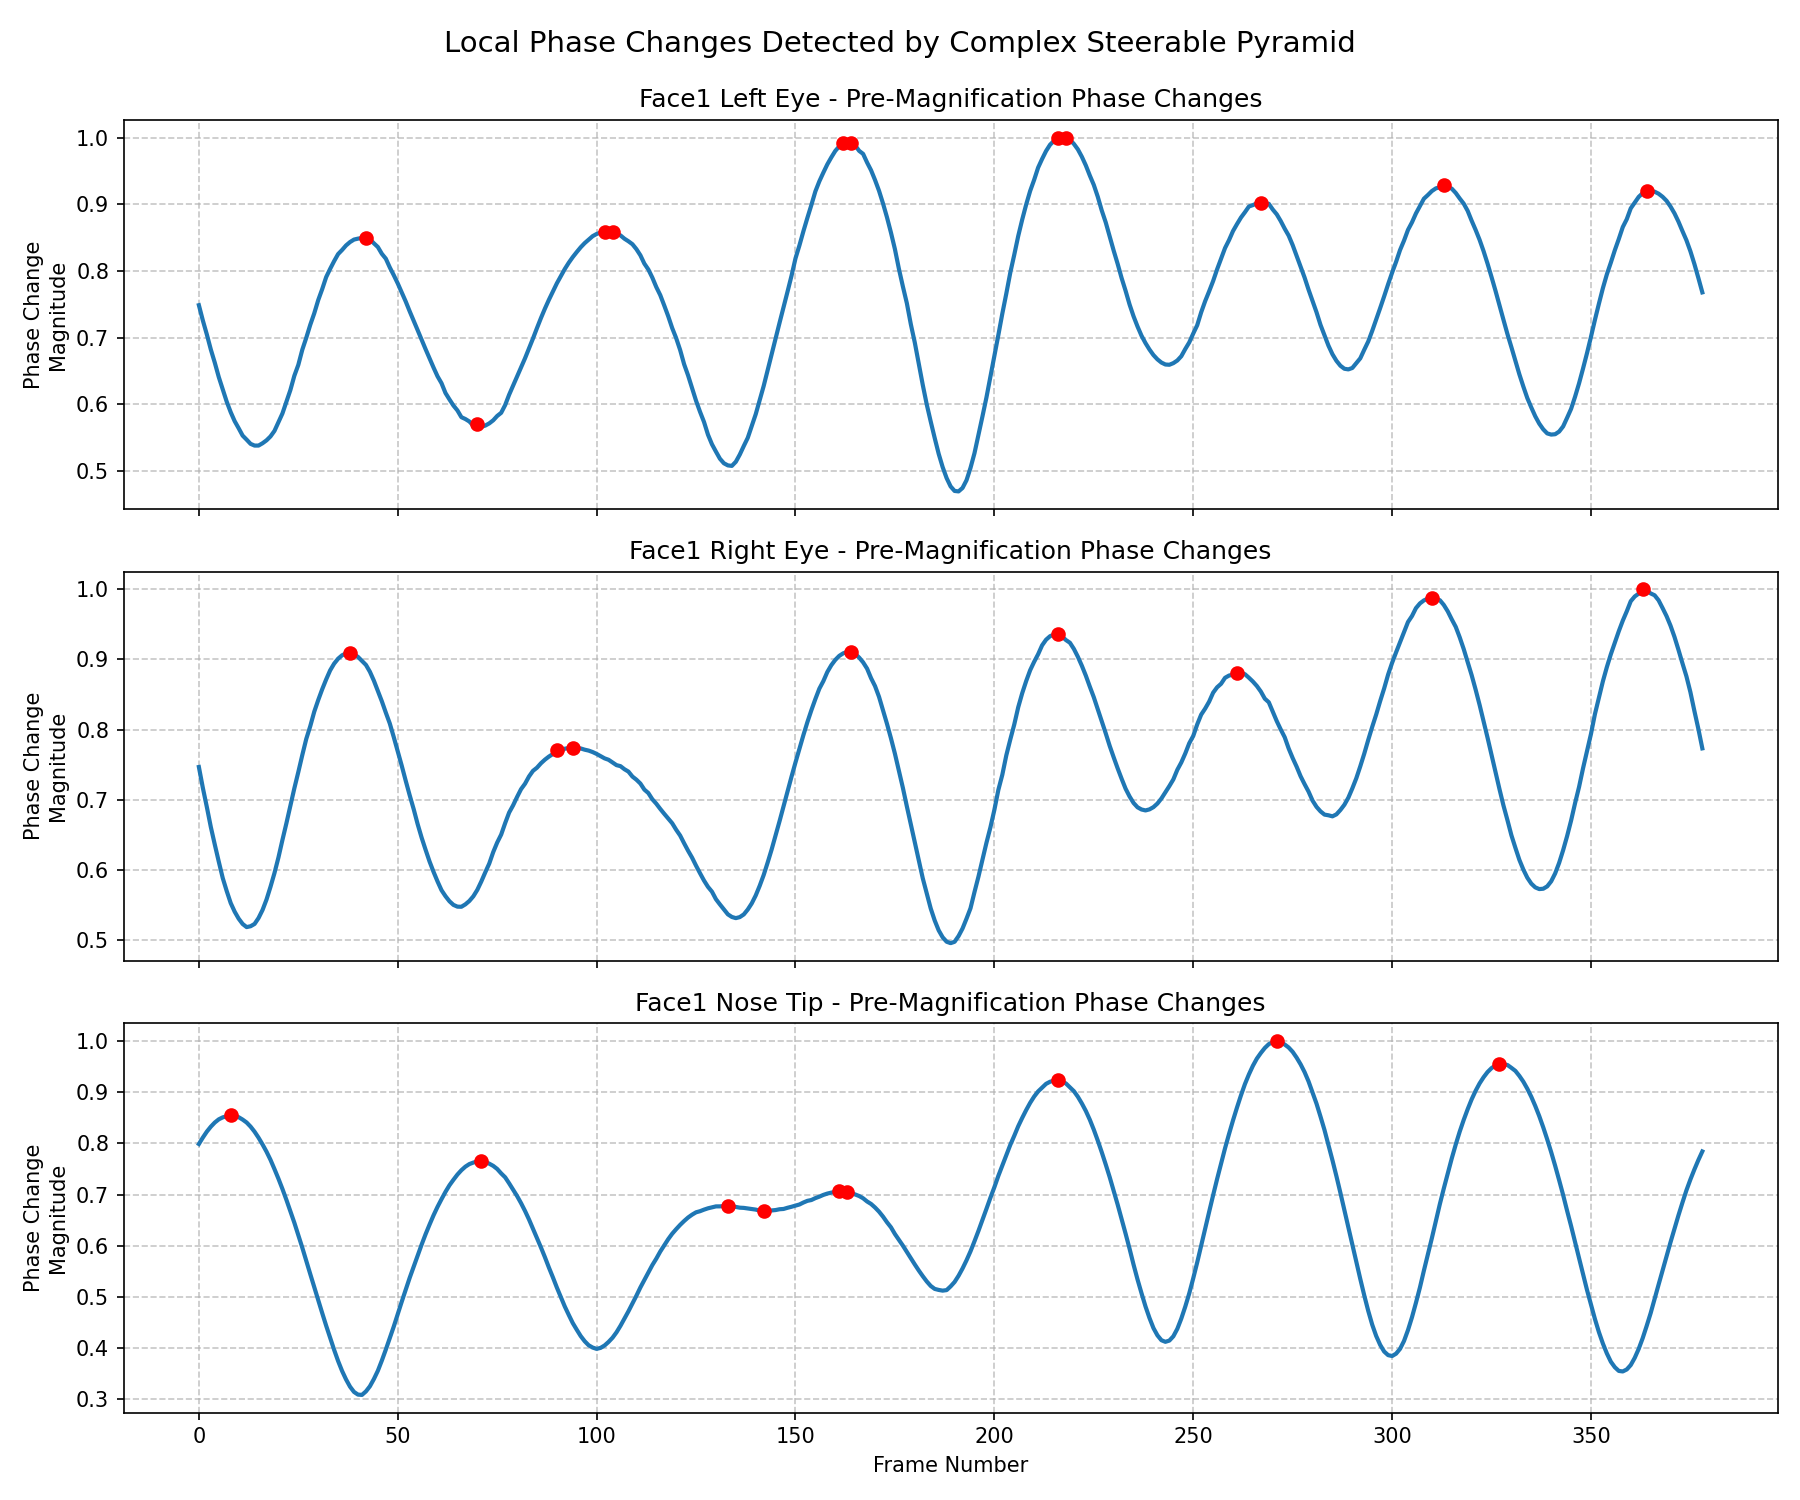 Local Phase Changes Detected by Complex Steerable Pyramid
Face1 Left Eye - Pre-Magnification Phase Changes
Phase Change
Magnitude
1.0
0.9
0.8
0.7
0.6
0.5
Face1 Right Eye - Pre-Magnification Phase Changes
Phase Change
Magnitude
1.0
0.9
0.8
0.7
0.6
0.5
Face1 Nose Tip - Pre-Magnification Phase Changes
Phase Change
Magnitude
1.0
0.9
0.8
0.7
0.6
0.5
0.4
0.3
0 50 100 150 200 250 300 350
Frame Number